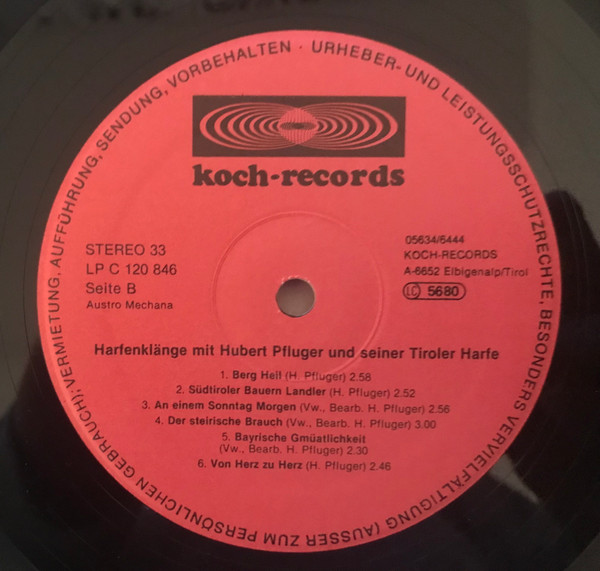 URHEBER- UND LEISTUNGSSCHUTZRECHTE, BESONDERS VERVIELFÄLTIGUNG (AUSSER ZUM PERSÖNLICHEN GEBRAUCH); VERMIETUNG, AUFFÜHRUNG, SENDUNG, VORBEHALTEN ·
koch-records
STEREO 33
LP C 120 846
Seite B
Austro Mechana
05634/6444
KOCH-RECORDS
A-6652 Elbigenalp/Tirol
LC 5680
Harfenklänge mit Hubert Pfluger und seiner Tiroler Harfe
1. Berg Heil (H. Pfluger) 2.58
2. Südtiroler Bauern Landler (H. Pfluger) 2.52
3. An einem Sonntag Morgen (Vw., Bearb. H. Pfluger) 2.56
4. Der steirische Brauch (Vw., Bearb. H. Pfluger) 3.00
5. Bayrische Gmüatlichkeit
(Vw., Bearb. H. Pfluger) 2.30
6. Von Herz zu Herz (H. Pfluger) 2.46